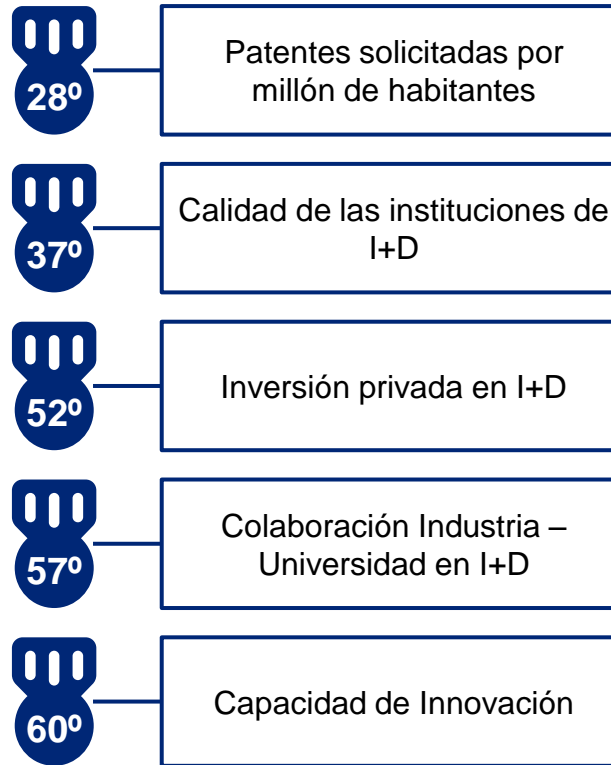 28º
Patentes solicitadas por
millón de habitantes
37º
Calidad de las instituciones de
I+D
52º
Inversión privada en I+D
57º
Colaboración Industria –
Universidad en I+D
60º
Capacidad de Innovación